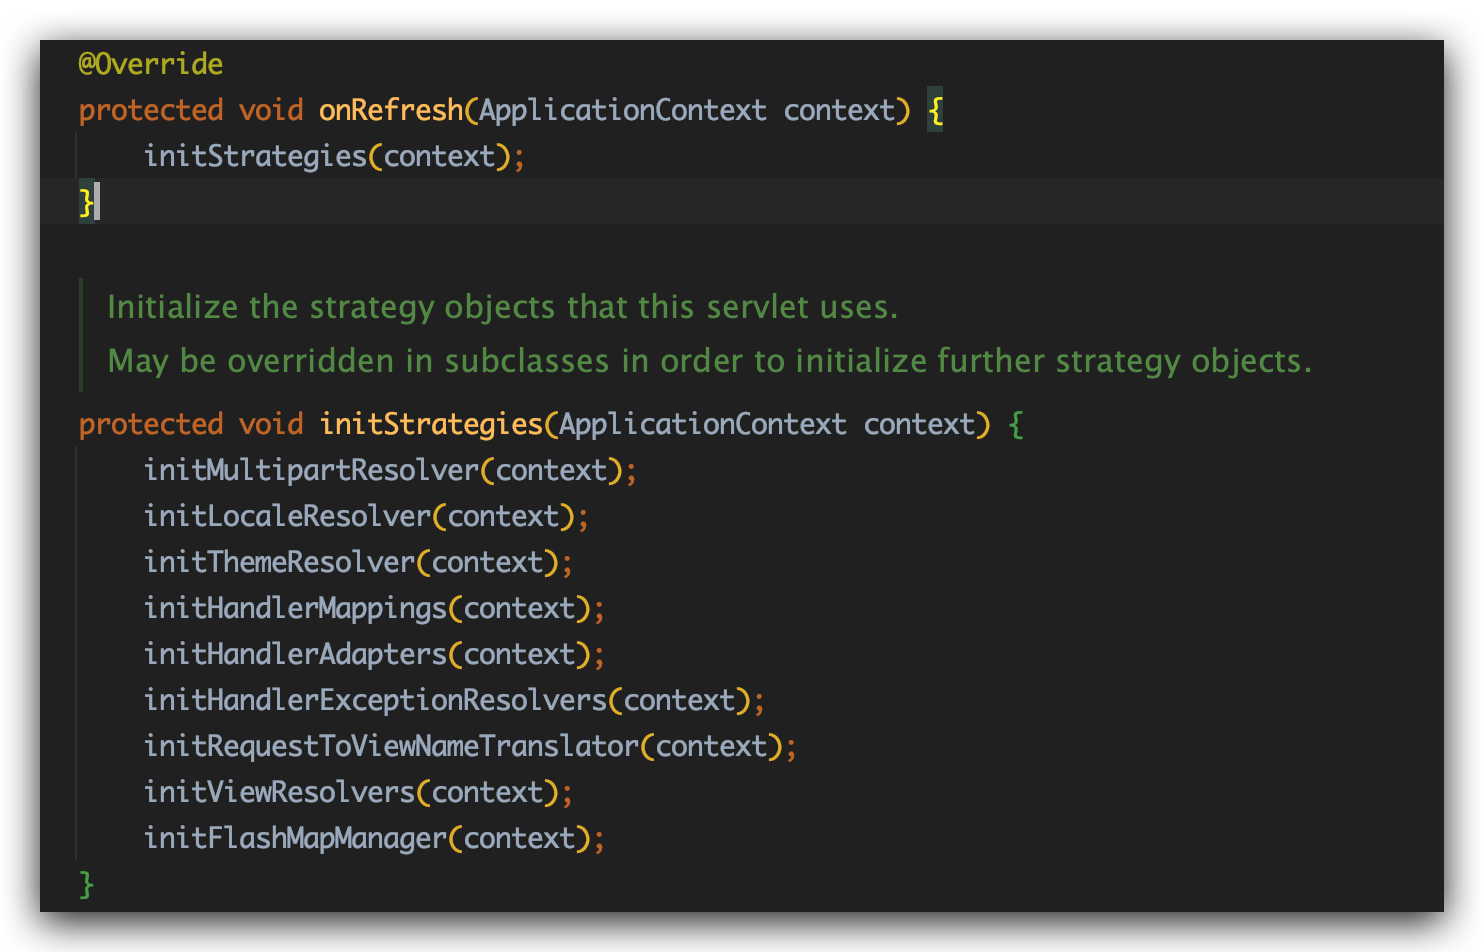 @Override
protected void onRefresh(ApplicationContext context) {
    initStrategies(context);
}
Initialize the strategy objects that this servlet uses.
May be overridden in subclasses in order to initialize further strategy objects.
protected void initStrategies(ApplicationContext context) {
    initMultipartResolver(context);
    initLocaleResolver(context);
    initThemeResolver(context);
    initHandlerMappings(context);
    initHandlerAdapters(context);
    initHandlerExceptionResolvers(context);
    initRequestToViewNameTranslator(context);
    initViewResolvers(context);
    initFlashMapManager(context);
}